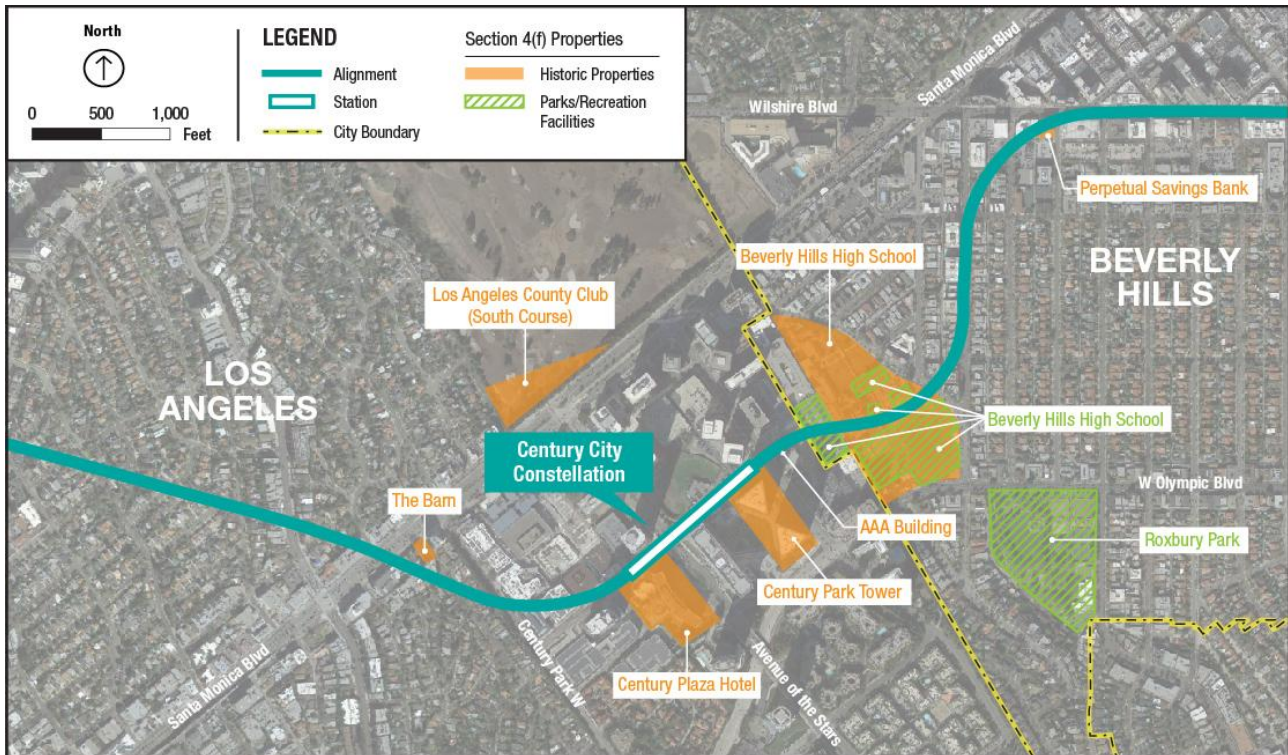 North
0 500 1,000
Feet
LEGEND
Alignment
Station
City Boundary
Section 4(f) Properties
Historic Properties
Parks/Recreation
Facilities
Santa Monica Blvd
Wilshire Blvd
Perpetual Savings Bank
Beverly Hills High School
BEVERLY
HILLS
Los Angeles County Club
(South Course)
LOS
ANGELES
Beverly Hills High School
Century City
Constellation
W Olympic Blvd
The Barn
AAA Building
Roxbury Park
Century Park Tower
Century Park W
Santa Monica Blvd
Century Plaza Hotel
Avenue of the Stars